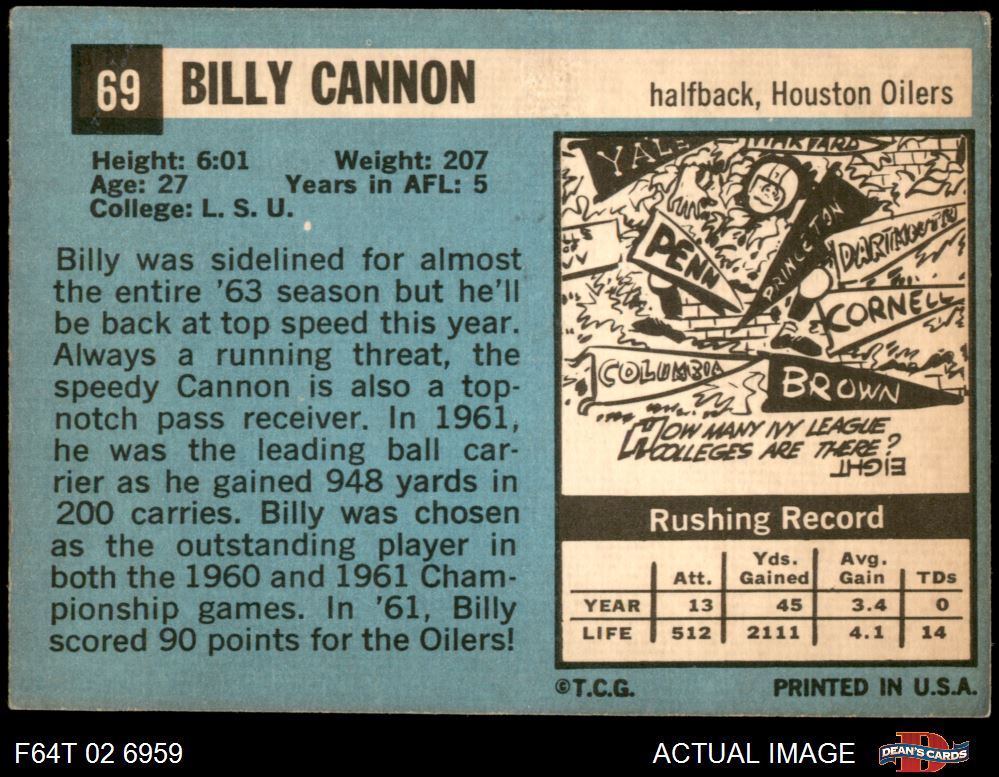 69 BILLY CANNON
halfback, Houston Oilers
Height: 6:01 Weight: 207
Age: 27 Years in AFL: 5
College: L. S. U.
Billy was sidelined for almost
the entire '63 season but he'll
be back at top speed this year.
Always a running threat, the
speedy Cannon is also a top-
notch pass receiver. In 1961,
he was the leading ball car-
rier as he gained 948 yards in
200 carries. Billy was chosen
as the outstanding player in
both the 1960 and 1961 Cham-
pionship games. In '61, Billy
scored 90 points for the Oilers!
YALE
HARVARD
PENN
PRINCETON
DARTMOUTH
CORNELL
COLUMBIA
BROWN
HOW MANY IVY LEAGUE
COLLEGES ARE THERE?
EIGHT
Rushing Record
Att. Yds. Gained Avg. Gain TDs
YEAR 13 45 3.4 0
LIFE 512 2111 4.1 14
©T.C.G. PRINTED IN U.S.A.
F64T 02 6959 ACTUAL IMAGE DEAN'S CARDS